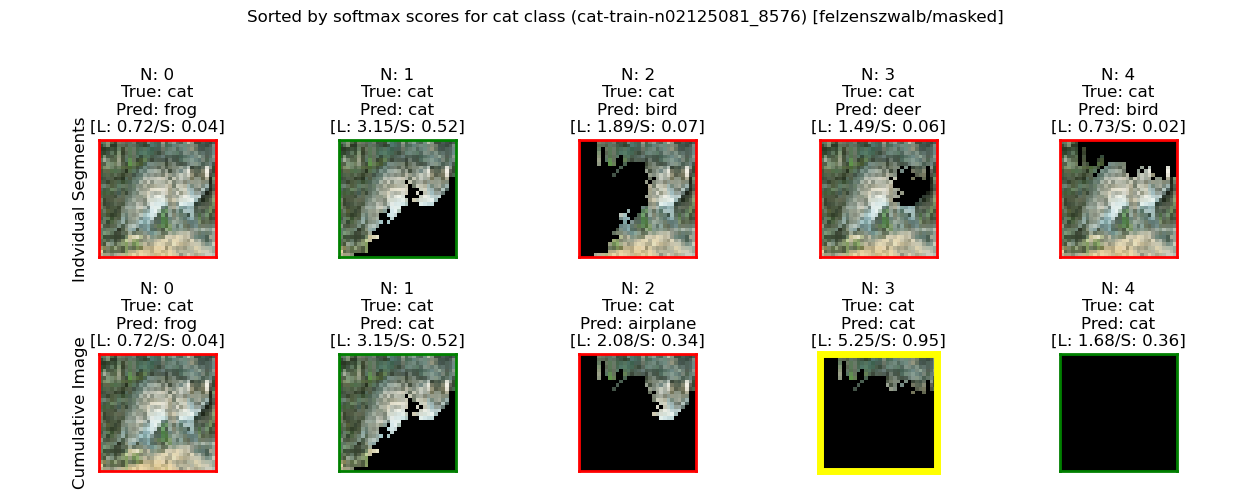 Sorted by softmax scores for cat class (cat-train-n02125081_8576) [felzenszwalb/masked]
Indvidual Segments
N: 0
True: cat
Pred: frog
[L: 0.72/S: 0.04]
N: 1
True: cat
Pred: cat
[L: 3.15/S: 0.52]
N: 2
True: cat
Pred: bird
[L: 1.89/S: 0.07]
N: 3
True: cat
Pred: deer
[L: 1.49/S: 0.06]
N: 4
True: cat
Pred: bird
[L: 0.73/S: 0.02]
Cumulative Image
N: 0
True: cat
Pred: frog
[L: 0.72/S: 0.04]
N: 1
True: cat
Pred: cat
[L: 3.15/S: 0.52]
N: 2
True: cat
Pred: airplane
[L: 2.08/S: 0.34]
N: 3
True: cat
Pred: cat
[L: 5.25/S: 0.95]
N: 4
True: cat
Pred: cat
[L: 1.68/S: 0.36]